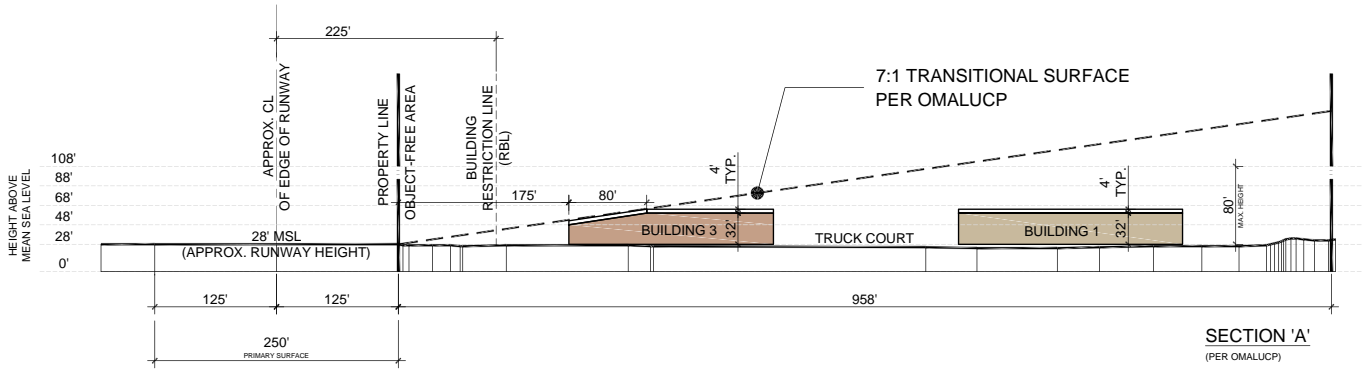 225'
7:1 TRANSITIONAL SURFACE
PER OMALUCP
APPROX. CL
OF EDGE OF RUNWAY
PROPERTY LINE
OBJECT-FREE AREA
BUILDING
RESTRICTION LINE
(RBL)
HEIGHT ABOVE
MEAN SEA LEVEL
108'
88'
68'
48'
28'
0'
175'
80'
4'
TYP.
4'
TYP.
80'
MAX. HEIGHT
28' MSL
(APPROX. RUNWAY HEIGHT)
BUILDING 3
32'
TRUCK COURT
BUILDING 1
32'
125'
125'
958'
250'
PRIMARY SURFACE
SECTION 'A'
(PER OMALUCP)